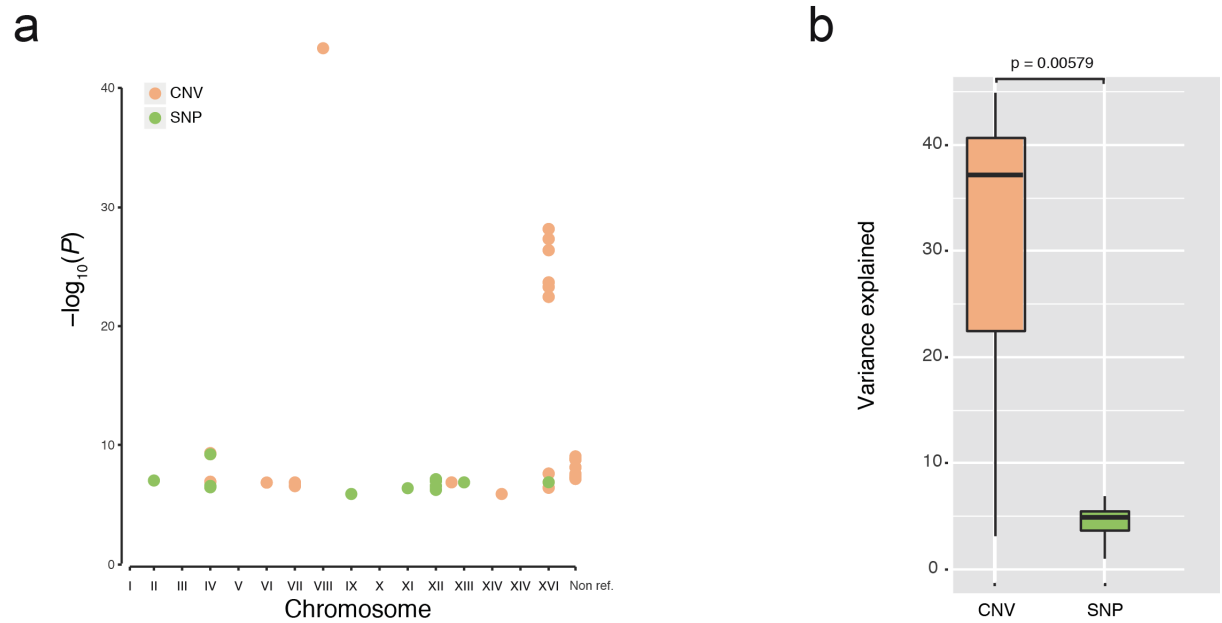 a
40
30
20
10
0
–log10(P)
CNV
SNP
I II III IV V VI VII VIII IX X XI XII XIII XIV XIV XVI Non ref.
Chromosome
b
p = 0.00579
40
30
20
10
0
Variance explained
CNV SNP